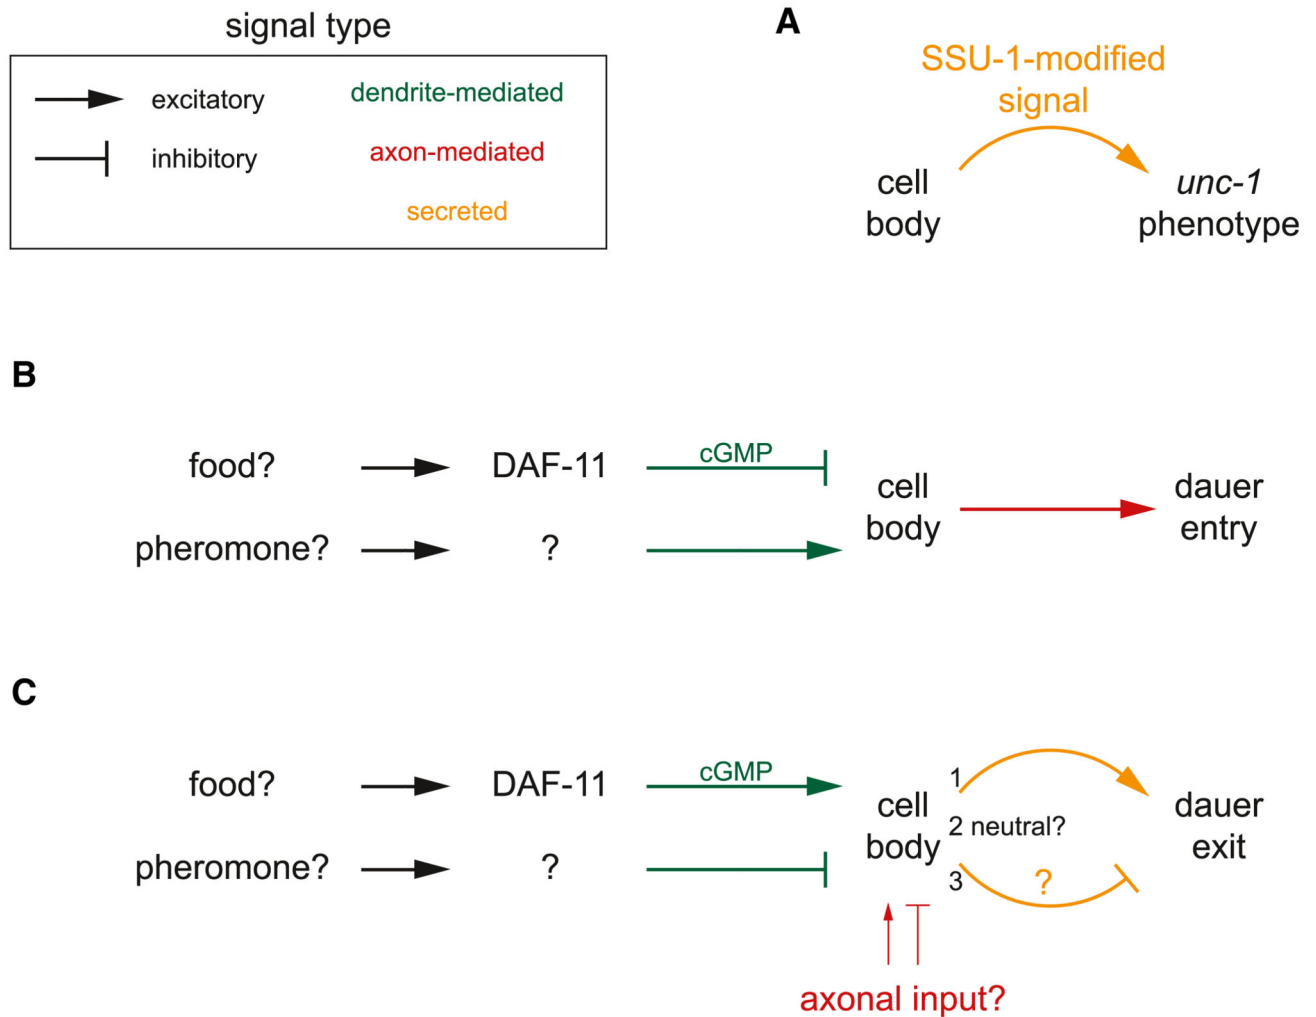 signal type
excitatory
dendrite-mediated
inhibitory
axon-mediated
secreted
A
SSU-1-modified
signal
cell
body
unc-1
phenotype
B
food?
DAF-11
cGMP
pheromone?
?
cell
body
dauer
entry
C
food?
DAF-11
cGMP
pheromone?
?
cell
body
1
2 neutral?
3
?
dauer
exit
axonal input?